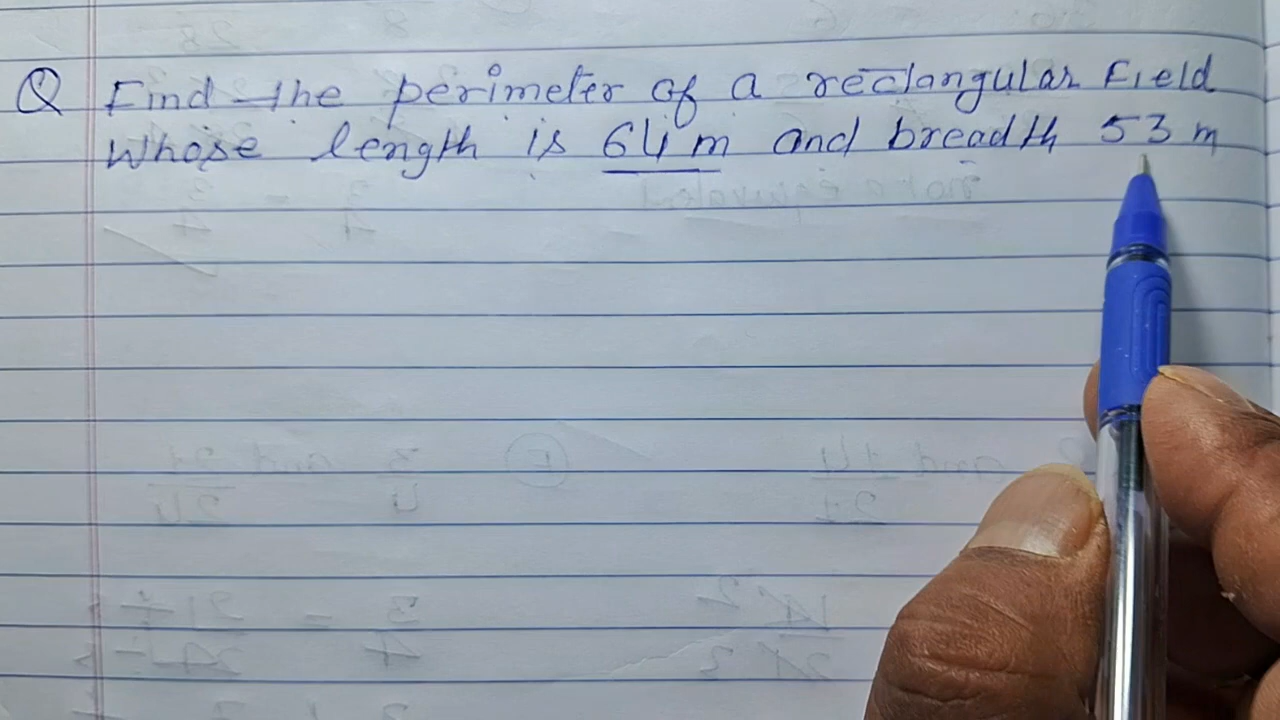 Q Find the perimeter of a rectangular Field
Whose length is 64 m and breadth 53 m